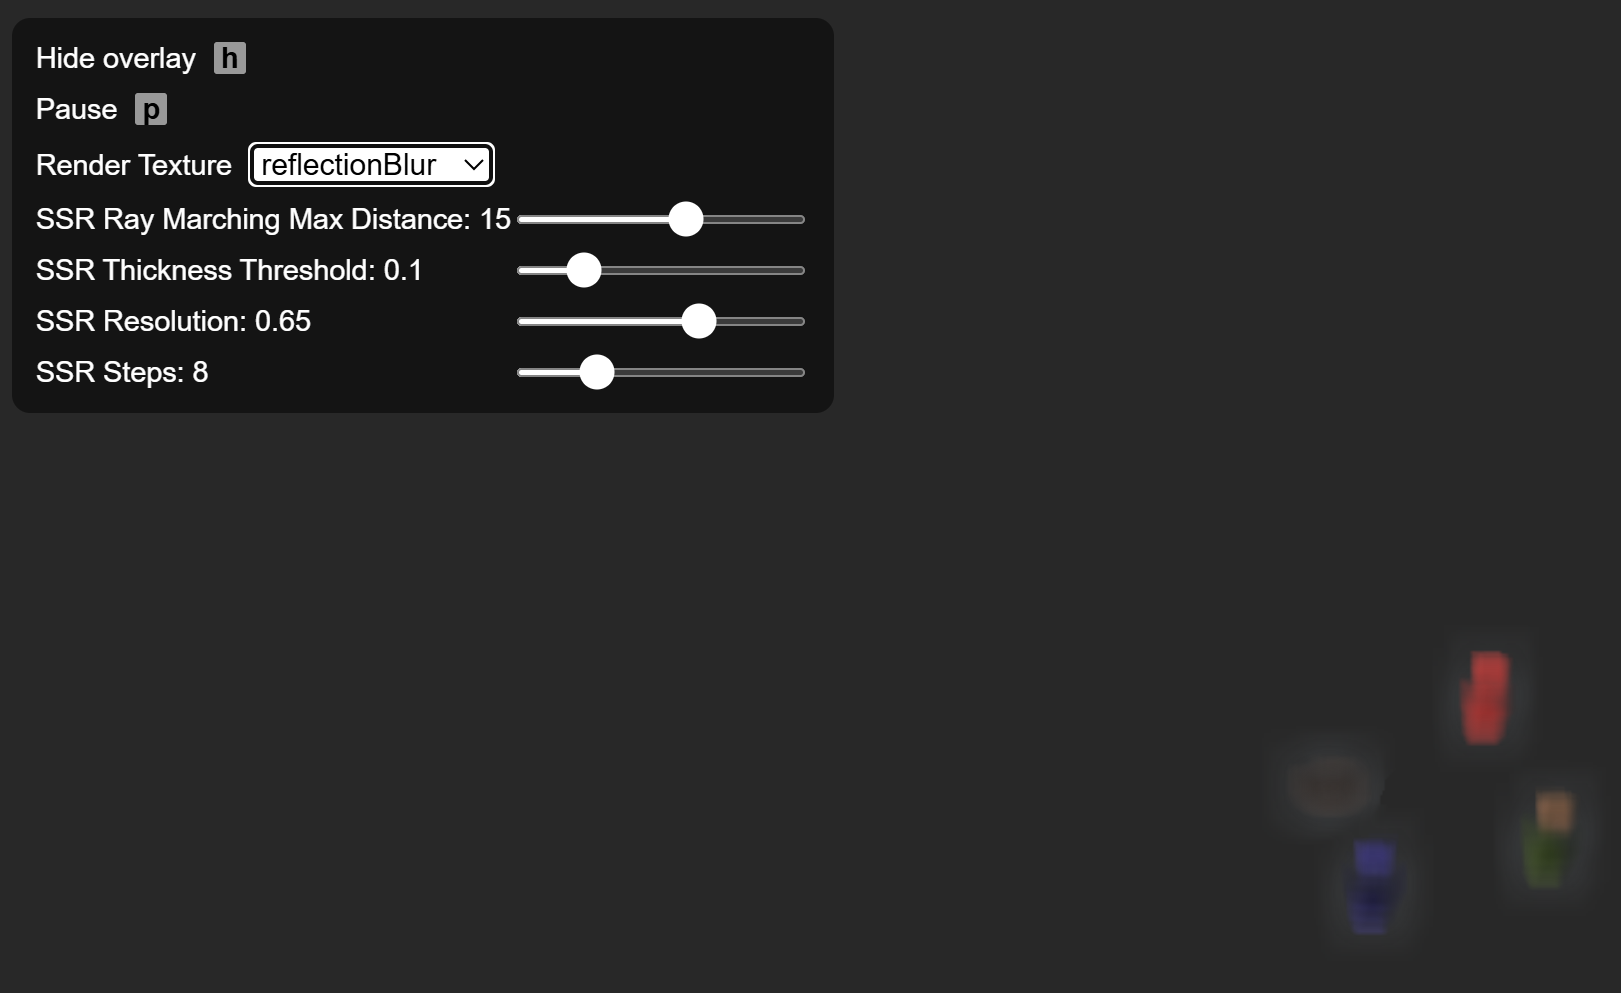 Hide overlay h
Pause p
Render Texture reflectionBlur
SSR Ray Marching Max Distance: 15
SSR Thickness Threshold: 0.1
SSR Resolution: 0.65
SSR Steps: 8